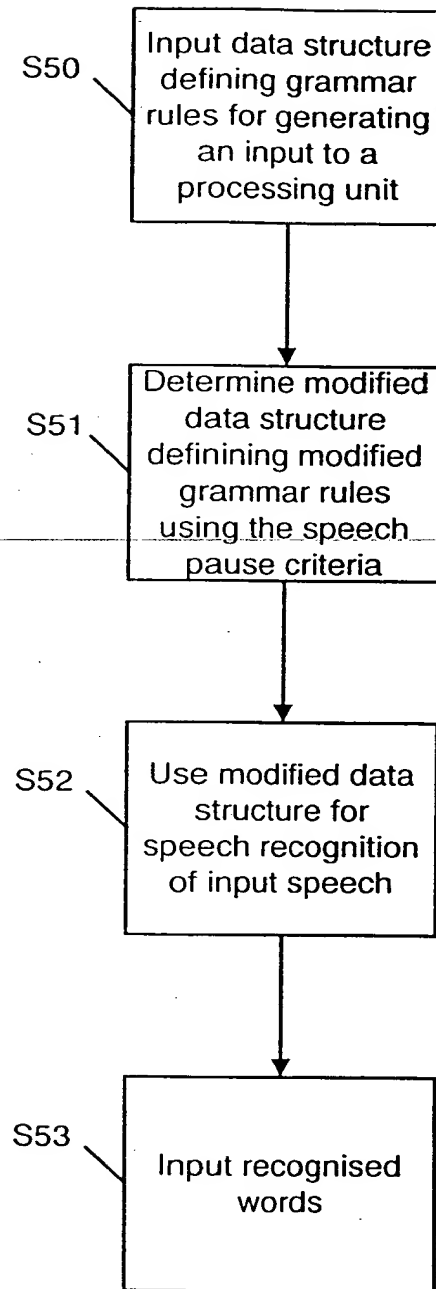 S50
Input data structure
defining grammar
rules for generating
an input to a
processing unit
S51
Determine modified
data structure
definining modified
grammar rules
using the speech
pause criteria
S52
Use modified data
structure for
speech recognition
of input speech
S53
Input recognised
words